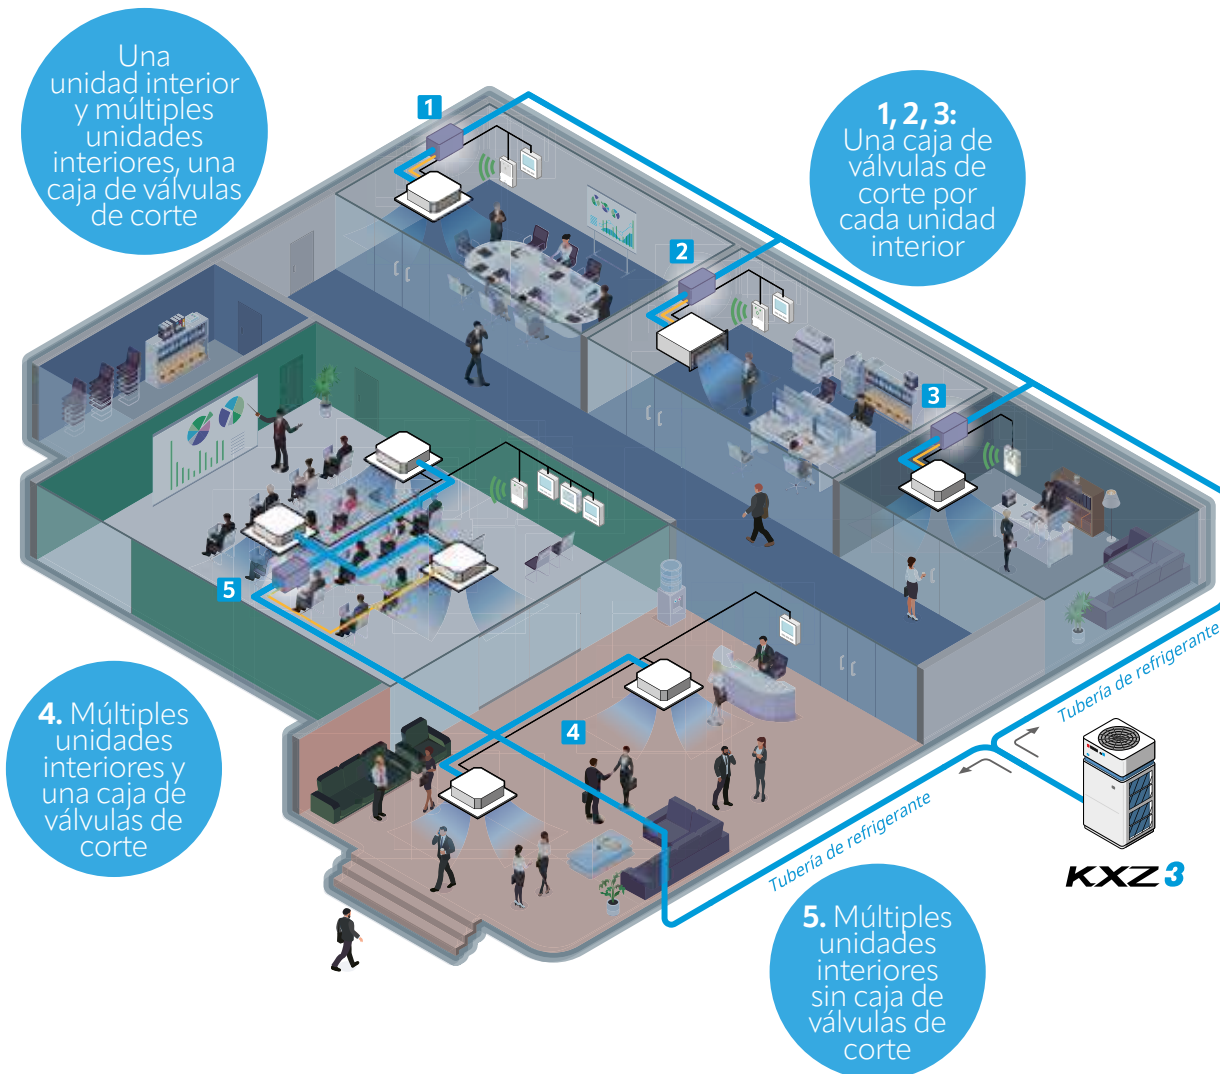 Una
unidad interior
y múltiples
unidades
interiores, una
caja de válvulas
de corte
1
1, 2, 3:
Una caja de
válvulas de
corte por
cada unidad
interior
2
3
5
4. Múltiples
unidades
interiores y
una caja de
válvulas de
corte
4
Tubería de refrigerante
Tubería de refrigerante
KXZ3
5. Múltiples
unidades
interiores
sin caja de
válvulas de
corte